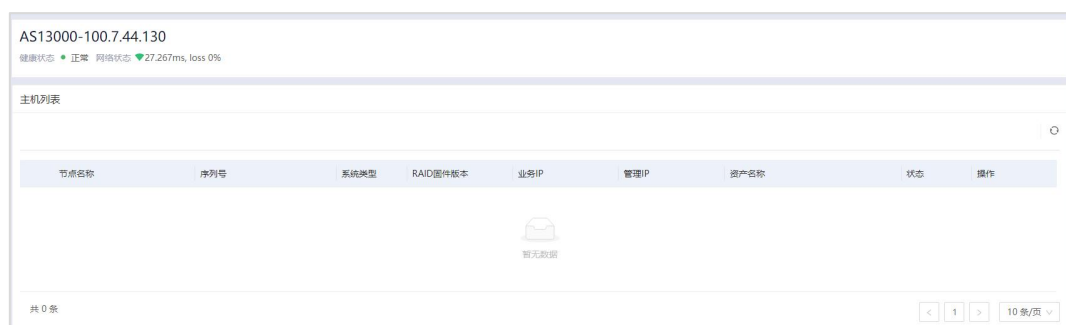 AS13000-100.7.44.130
健康状态 正常 网络状态 27.267ms, loss 0%
主机列表
节点名称 序列号 系统类型 RAID固件版本 业务IP 管理IP 资产名称 状态 操作
暂无数据
共 0 条 < 1 > 10 条/页